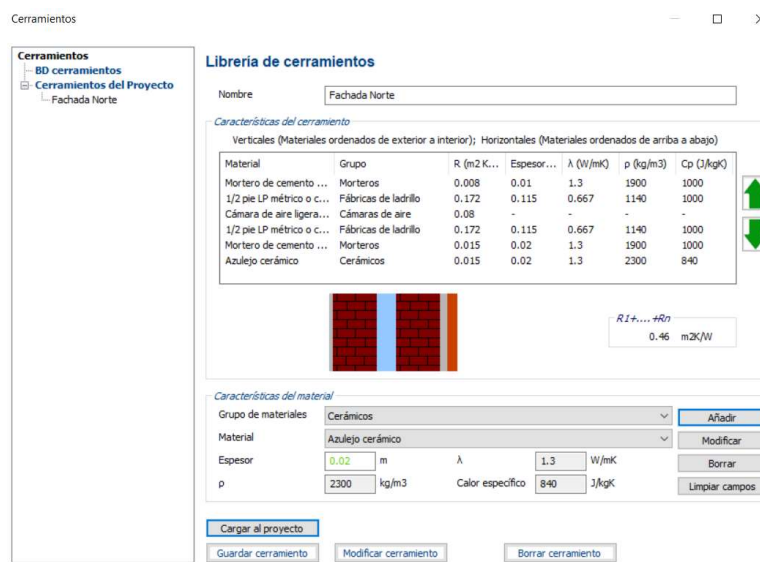 Cerramientos
Cerramientos
BD cerramientos
Cerramientos del Proyecto
Fachada Norte
Librería de cerramientos
Nombre Fachada Norte
Características del cerramiento
Verticales (Materiales ordenados de exterior a interior); Horizontales (Materiales ordenados de arriba a abajo)
Material Grupo R (m2 K... Espesor... λ (W/mK) ρ (kg/m3) Cp (J/kgK)
Mortero de cemento ... Morteros 0.008 0.01 1.3 1900 1000
1/2 pie LP métrico o c... Fábricas de ladrillo 0.172 0.115 0.667 1140 1000
Cámara de aire ligera... Cámaras de aire 0.08 - - - -
1/2 pie LP métrico o c... Fábricas de ladrillo 0.172 0.115 0.667 1140 1000
Mortero de cemento ... Morteros 0.015 0.02 1.3 1900 1000
Azulejo cerámico Cerámicos 0.015 0.02 1.3 2300 840
R1+....+Rn
0.46 m2K/W
Características del material
Grupo de materiales Cerámicos Añadir
Material Azulejo cerámico Modificar
Espesor 0.02 m λ 1.3 W/mK Borrar
ρ 2300 kg/m3 Calor específico 840 J/kgK Limpiar campos
Cargar al proyecto
Guardar cerramiento Modificar cerramiento Borrar cerramiento